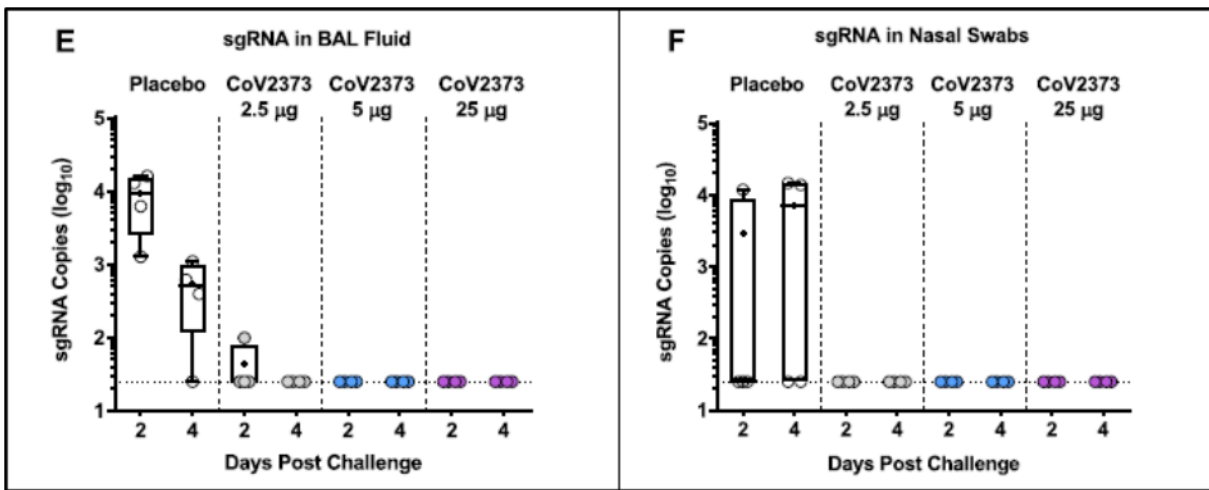 E
sgRNA in BAL Fluid
Placebo
CoV2373
2.5 µg
CoV2373
5 µg
CoV2373
25 µg
sgRNA Copies (log10)
5
4
3
2
1
2 4 2 4 2 4 2 4
Days Post Challenge
F
sgRNA in Nasal Swabs
Placebo
CoV2373
2.5 µg
CoV2373
5 µg
CoV2373
25 µg
sgRNA Copies (log10)
5
4
3
2
1
2 4 2 4 2 4 2 4
Days Post Challenge